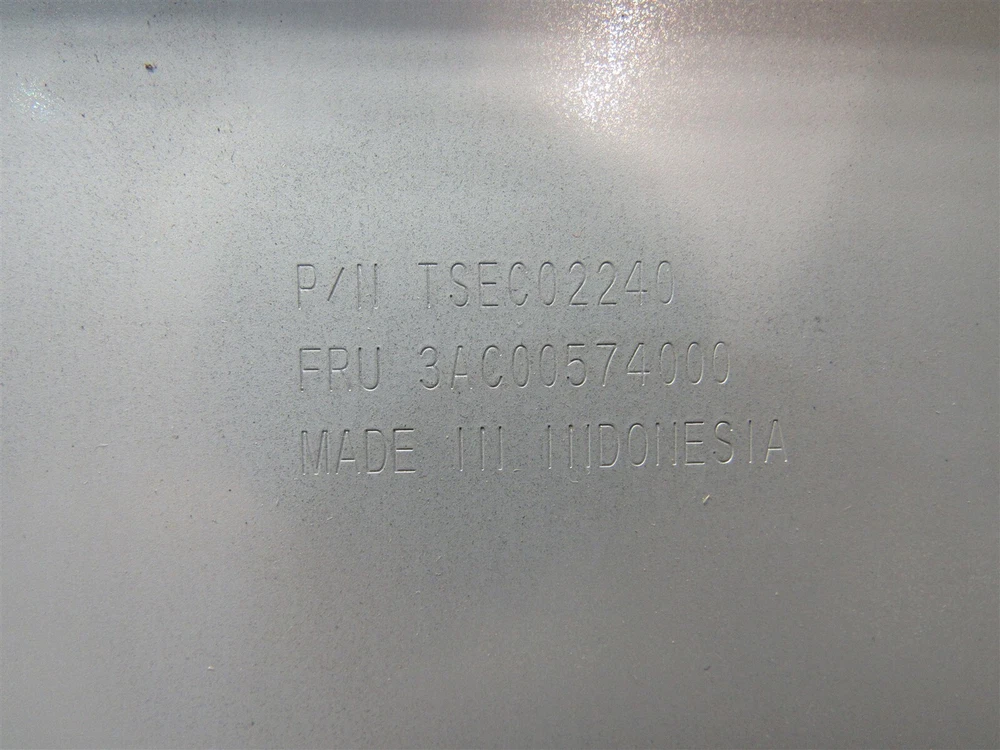 P/N TSEC02240
FRU 3AC00574000
MADE IN INDONESIA